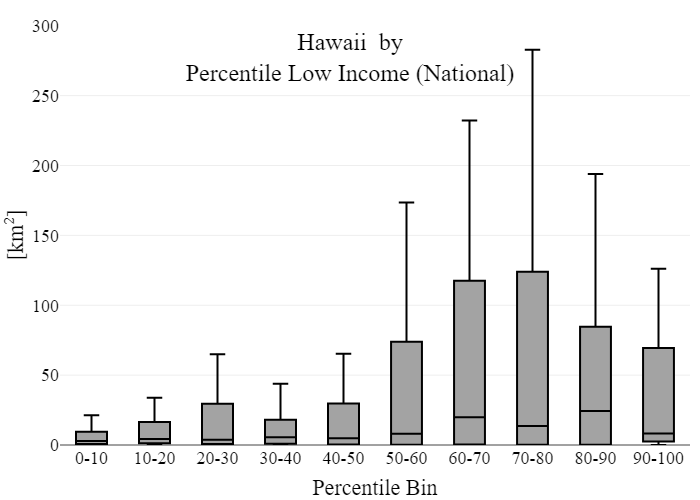 Hawaii by
Percentile Low Income (National)
300
250
200
150
100
50
0
[km²]
0-10 10-20 20-30 30-40 40-50 50-60 60-70 70-80 80-90 90-100
Percentile Bin